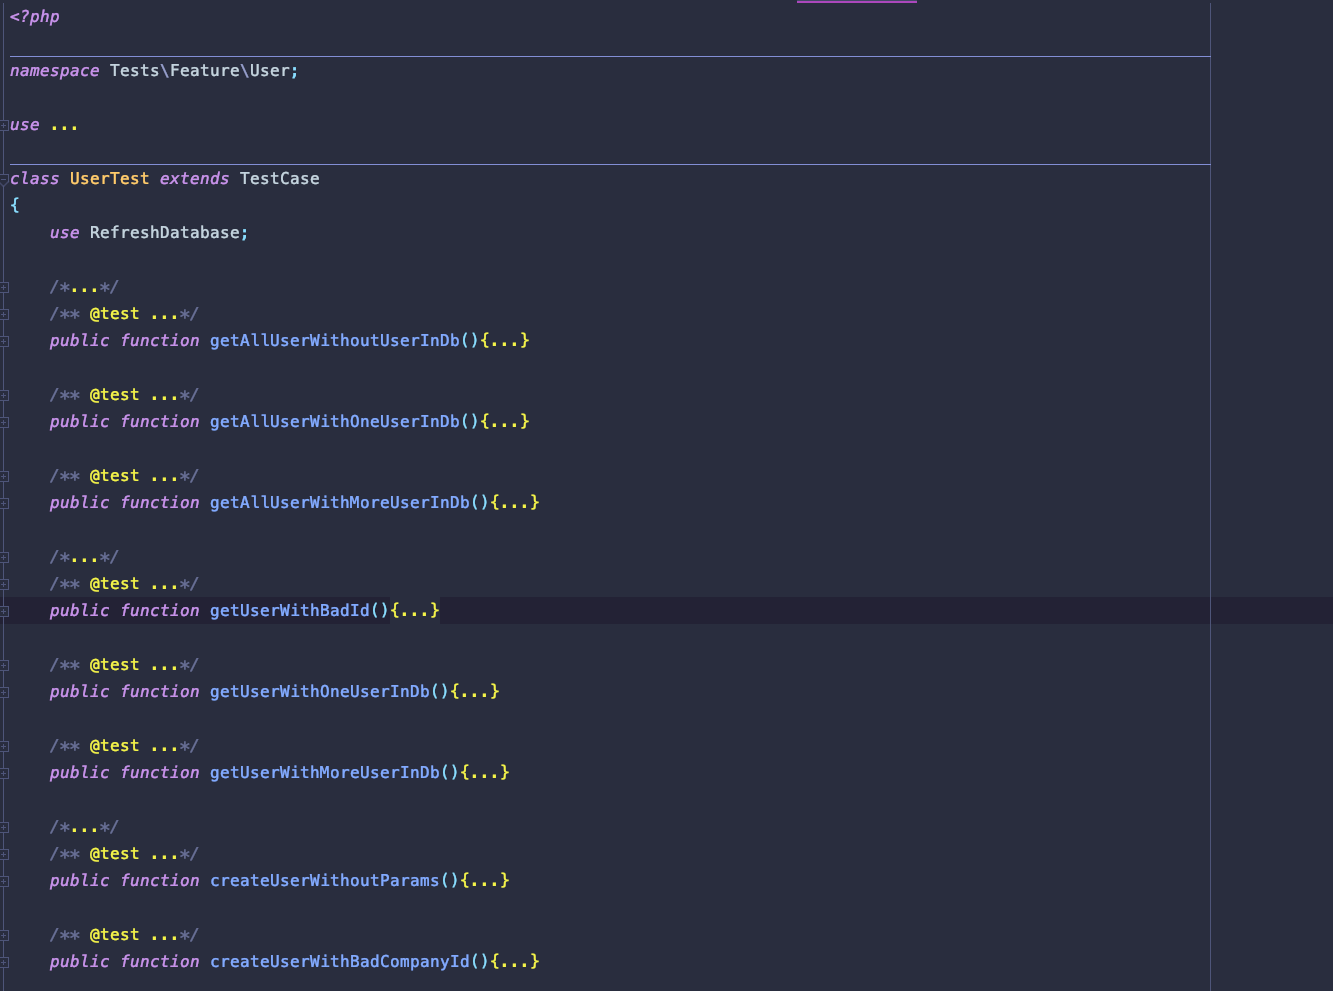 <?php
namespace Tests\Feature\User;
use ...
class UserTest extends TestCase
{
    use RefreshDatabase;
    /*...*/
    /** @test ...*/
    public function getAllUserWithoutUserInDb(){...}
    /** @test ...*/
    public function getAllUserWithOneUserInDb(){...}
    /** @test ...*/
    public function getAllUserWithMoreUserInDb(){...}
    /*...*/
    /** @test ...*/
    public function getUserWithBadId(){...}
    /** @test ...*/
    public function getUserWithOneUserInDb(){...}
    /** @test ...*/
    public function getUserWithMoreUserInDb(){...}
    /*...*/
    /** @test ...*/
    public function createUserWithoutParams(){...}
    /** @test ...*/
    public function createUserWithBadCompanyId(){...}